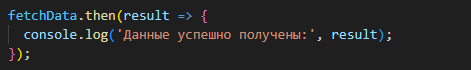 fetchData.then(result => {
  console.log('Данные успешно получены:', result);
});